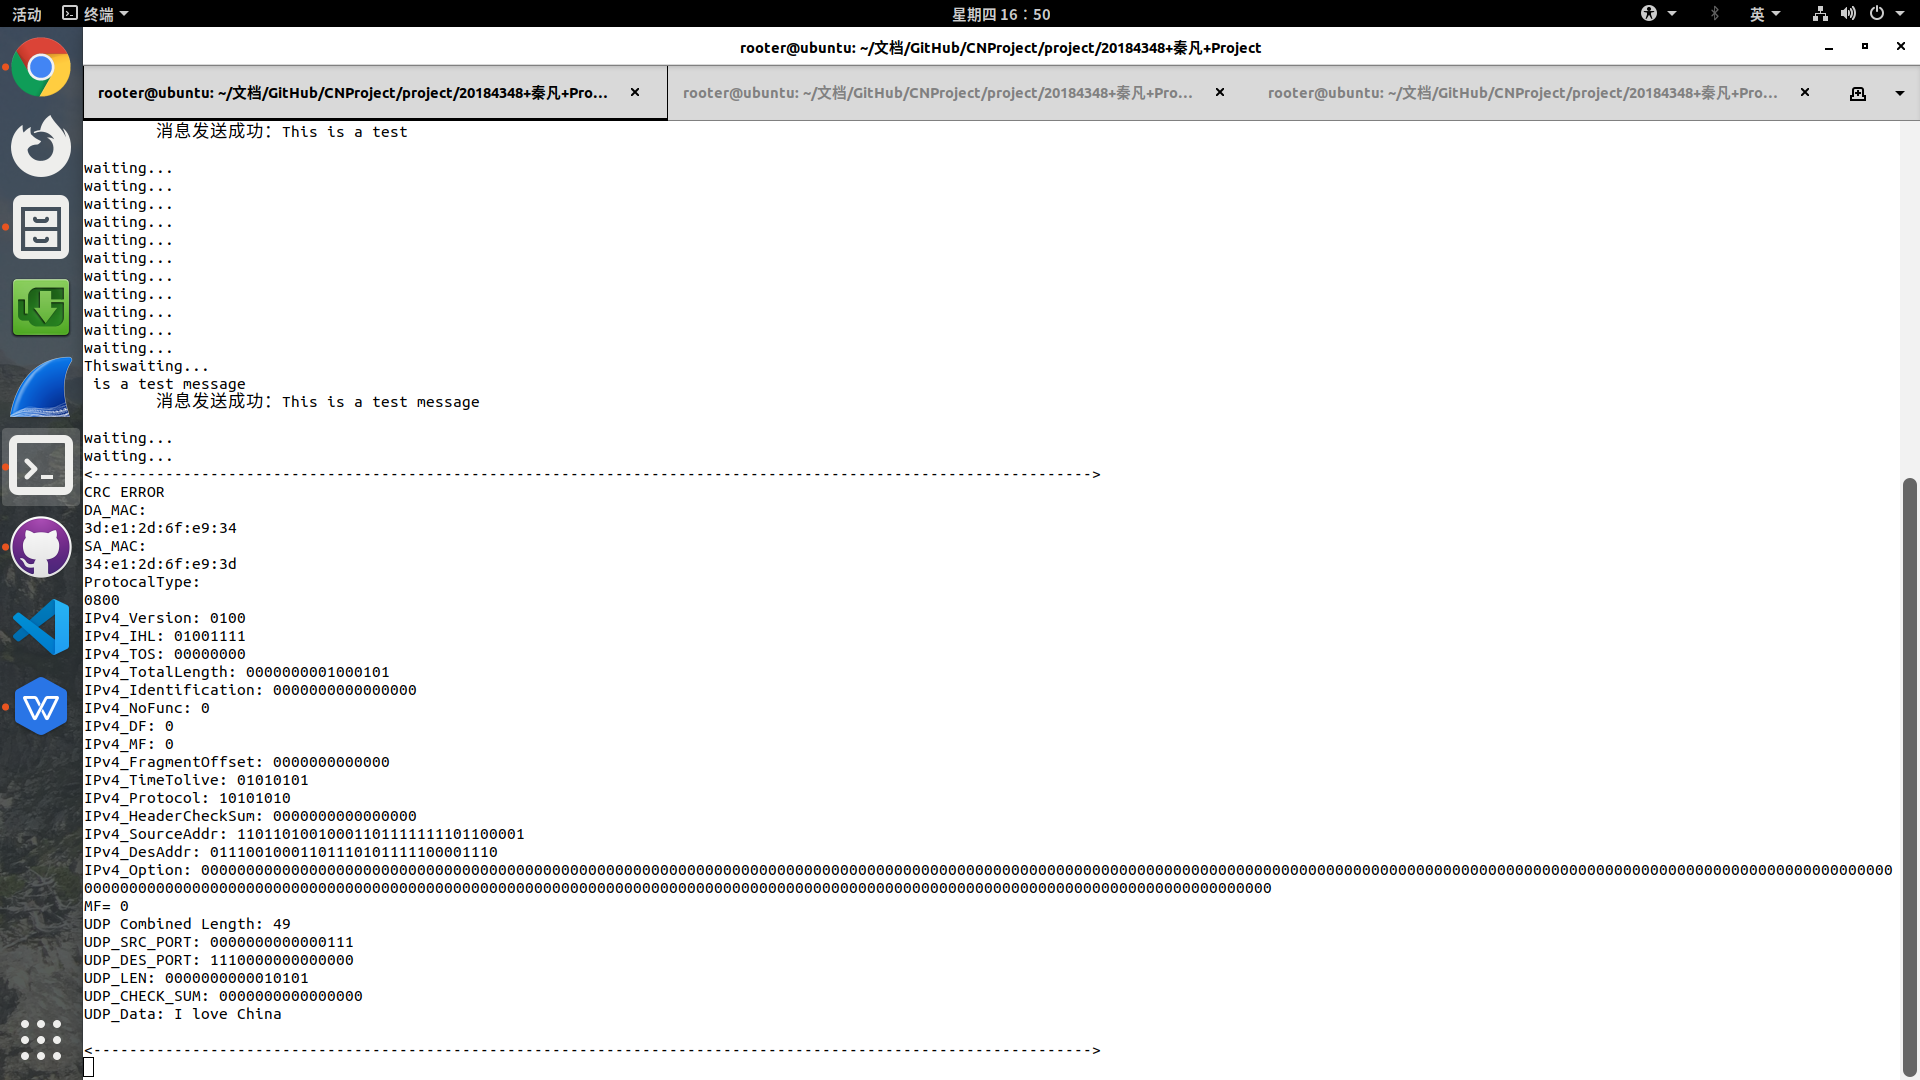 活动 终端 星期四 16：50 英
rooter@ubuntu: ~/文档/GitHub/CNProject/project/20184348+秦凡+Project
rooter@ubuntu: ~/文档/GitHub/CNProject/project/20184348+秦凡+Pro... rooter@ubuntu: ~/文档/GitHub/CNProject/project/20184348+秦凡+Pro... rooter@ubuntu: ~/文档/GitHub/CNProject/project/20184348+秦凡+Pro...
消息发送成功：This is a test
waiting...
waiting...
waiting...
waiting...
waiting...
waiting...
waiting...
waiting...
waiting...
waiting...
waiting...
Thiswaiting...
is a test message
消息发送成功：This is a test message
waiting...
waiting...
<--------------------------------------------------------------------------------------------------------------->
CRC ERROR
DA_MAC:
3d:e1:2d:6f:e9:34
SA_MAC:
34:e1:2d:6f:e9:3d
ProtocalType:
0800
IPv4_Version: 0100
IPv4_IHL: 01001111
IPv4_TOS: 00000000
IPv4_TotalLength: 0000000001000101
IPv4_Identification: 0000000000000000
IPv4_NoFunc: 0
IPv4_DF: 0
IPv4_MF: 0
IPv4_FragmentOffset: 0000000000000
IPv4_TimeTolive: 01010101
IPv4_Protocol: 10101010
IPv4_HeaderCheckSum: 0000000000000000
IPv4_SourceAddr: 11011010010001101111111101100001
IPv4_DesAddr: 01110010001101110101111100001110
IPv4_Option: 00000000000000000000000000000000000000000000000000000000000000000000000000000000000000000000000000000000000000000000000000000000000000000000000000000000000000000000000000000000000000000000
000000000000000000000000000000000000000000000000000000000000000000000000000000000000000000000000000000000000000000000000000000000000
MF= 0
UDP Combined Length: 49
UDP_SRC_PORT: 0000000000000111
UDP_DES_PORT: 1110000000000000
UDP_LEN: 0000000000010101
UDP_CHECK_SUM: 0000000000000000
UDP_Data: I love China
<--------------------------------------------------------------------------------------------------------------->